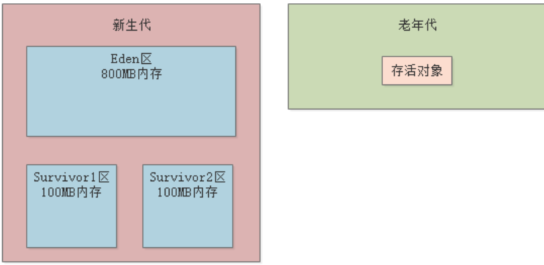 新生代
Eden区
800MB内存
Survivor1区
100MB内存
Survivor2区
100MB内存
老年代
存活对象